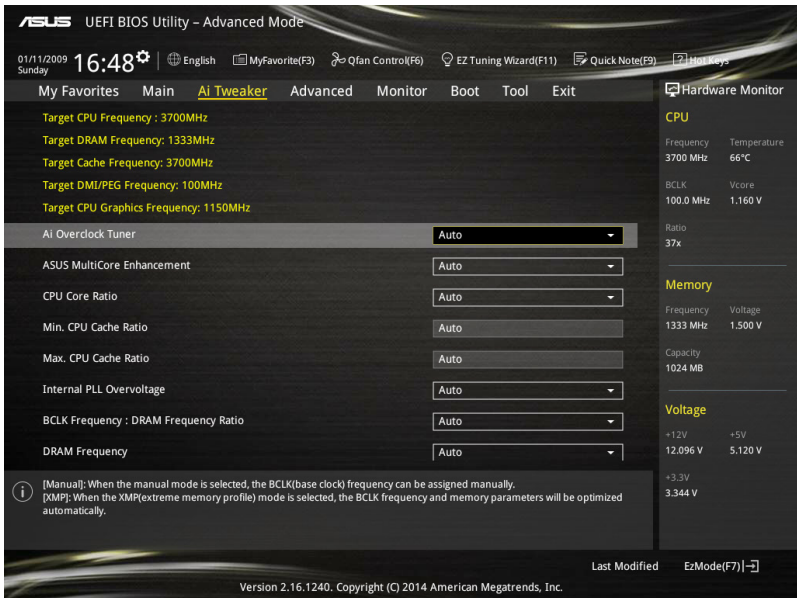 ASUS UEFI BIOS Utility – Advanced Mode
01/11/2009
Sunday
16:48
English
MyFavorite(F3)
Qfan Control(F6)
EZ Tuning Wizard(F11)
Quick Note(F9)
Hot Keys
My Favorites Main Ai Tweaker Advanced Monitor Boot Tool Exit
Target CPU Frequency : 3700MHz
Target DRAM Frequency: 1333MHz
Target Cache Frequency: 3700MHz
Target DMI/PEG Frequency: 100MHz
Target CPU Graphics Frequency: 1150MHz
Ai Overclock Tuner Auto
ASUS MultiCore Enhancement Auto
CPU Core Ratio Auto
Min. CPU Cache Ratio Auto
Max. CPU Cache Ratio Auto
Internal PLL Overvoltage Auto
BCLK Frequency : DRAM Frequency Ratio Auto
DRAM Frequency Auto
[Manual]: When the manual mode is selected, the BCLK(base clock) frequency can be assigned manually.
[XMP]: When the XMP(extreme memory profile) mode is selected, the BCLK frequency and memory parameters will be optimized
automatically.
Hardware Monitor
CPU
Frequency Temperature
3700 MHz 66°C
BCLK Vcore
100.0 MHz 1.160 V
Ratio
37x
Memory
Frequency Voltage
1333 MHz 1.500 V
Capacity
1024 MB
Voltage
+12V +5V
12.096 V 5.120 V
+3.3V
3.344 V
Last Modified EzMode(F7)
Version 2.16.1240. Copyright (C) 2014 American Megatrends, Inc.